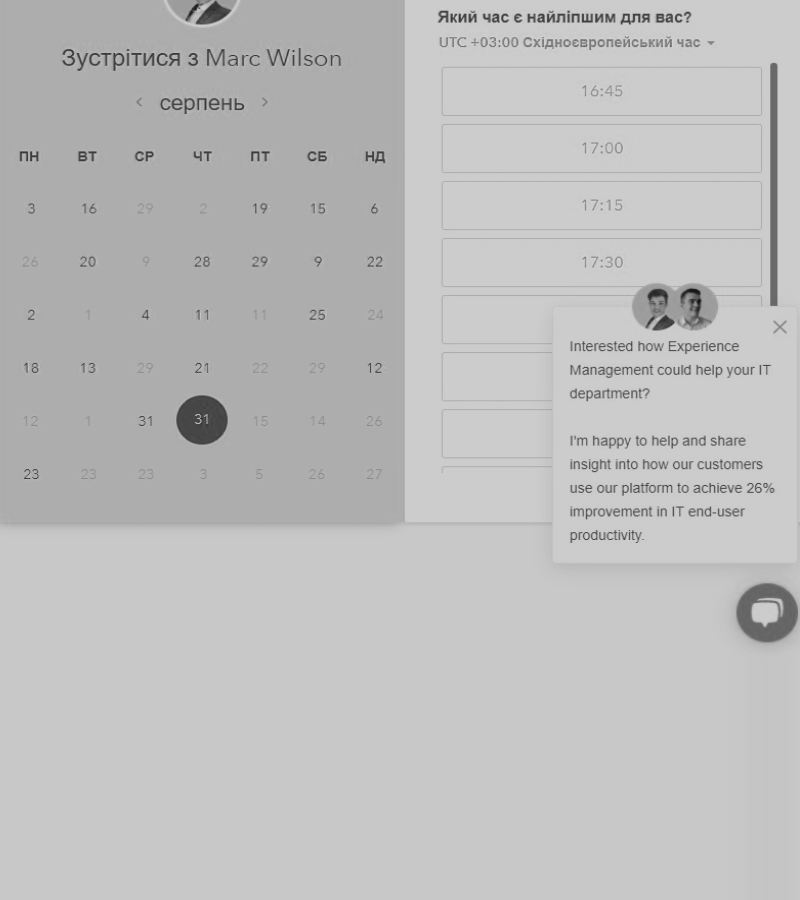 Зустрітися з Marc Wilson
серпень
ПН ВТ СР ЧТ ПТ СБ НД
3 16 29 2 19 15 6
26 20 9 28 29 9 22
2 1 4 11 11 25 24
18 13 29 21 22 29 12
12 1 31 31 15 14 26
23 23 23 3 5 26 27
Який час є найліпшим для вас?
UTC +03:00 Східноєвропейський час
16:45
17:00
17:15
17:30
Interested how Experience
Management could help your IT
department?
I'm happy to help and share
insight into how our customers
use our platform to achieve 26%
improvement in IT end-user
productivity.